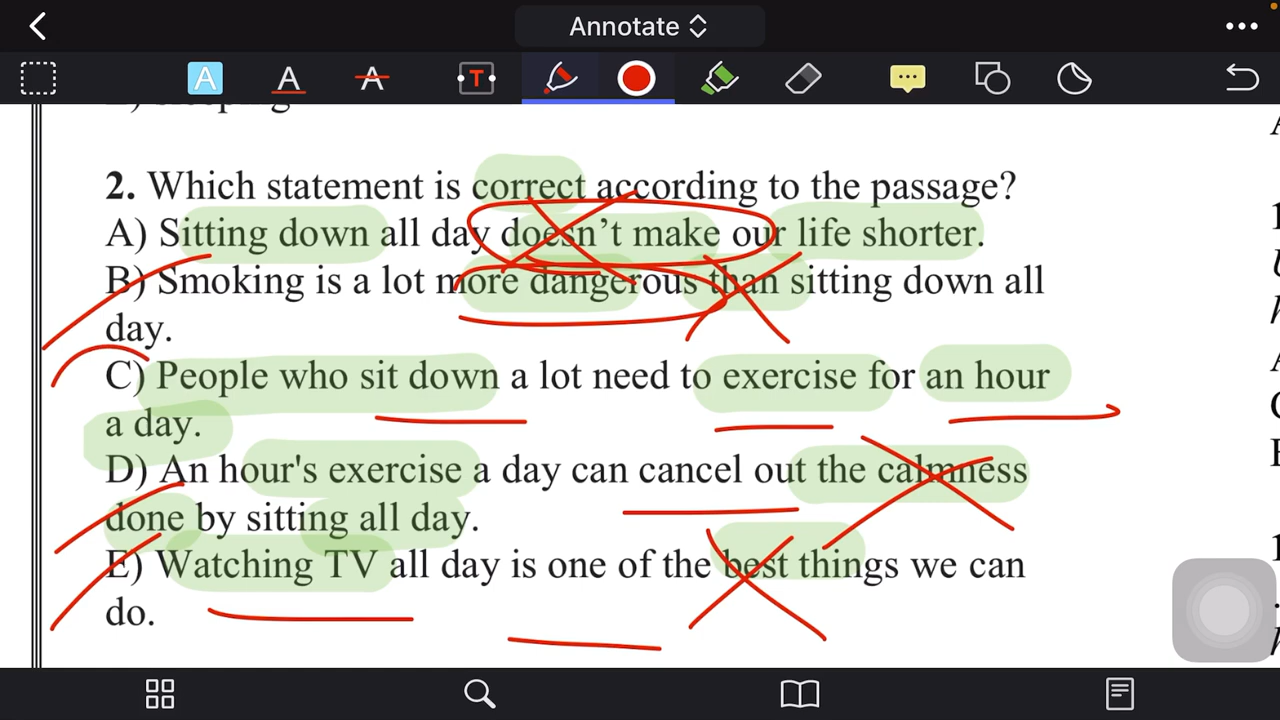 Annotate
A
A
A
T
2. Which statement is correct according to the passage?
A) Sitting down all day doesn't make our life shorter.
B) Smoking is a lot more dangerous than sitting down all
day.
C) People who sit down a lot need to exercise for an hour
a day.
D) An hour's exercise a day can cancel out the calmness
done by sitting all day.
E) Watching TV all day is one of the best things we can
do.